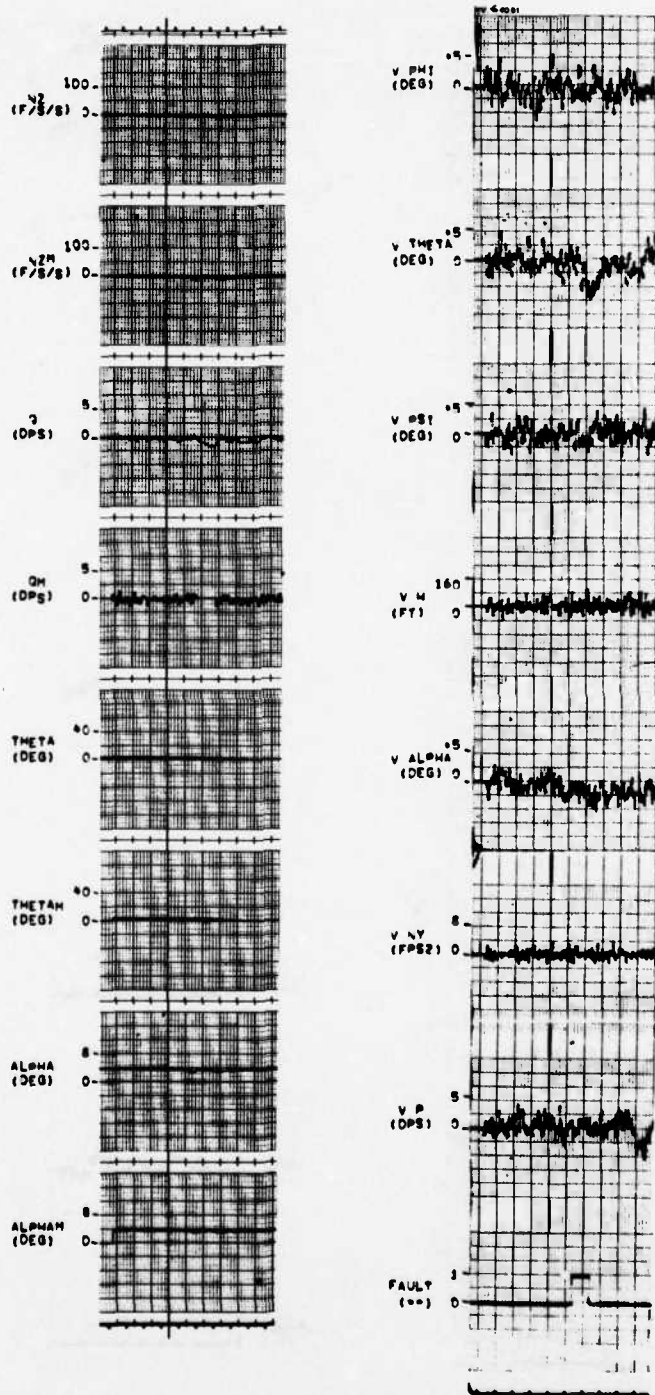 NZ 100
(F/S/S) 0
NZM 100
(F/S/S) 0
Q 5
(DPS) 0
QM 5
(DPS) 0
THETA 40
(DEG) 0
THETAM 40
(DEG) 0
ALPHA 8
(DEG) 0
ALPHAM 8
(DEG) 0
V PHI .5
(DEG) 0
V THETA .5
(DEG) 0
V PSI .5
(DEG) 0
V H 160
(FT) 0
V ALPHA .5
(DEG) 0
V NY 8
(FPS2) 0
V P 5
(DPS) 0
FAULT
0